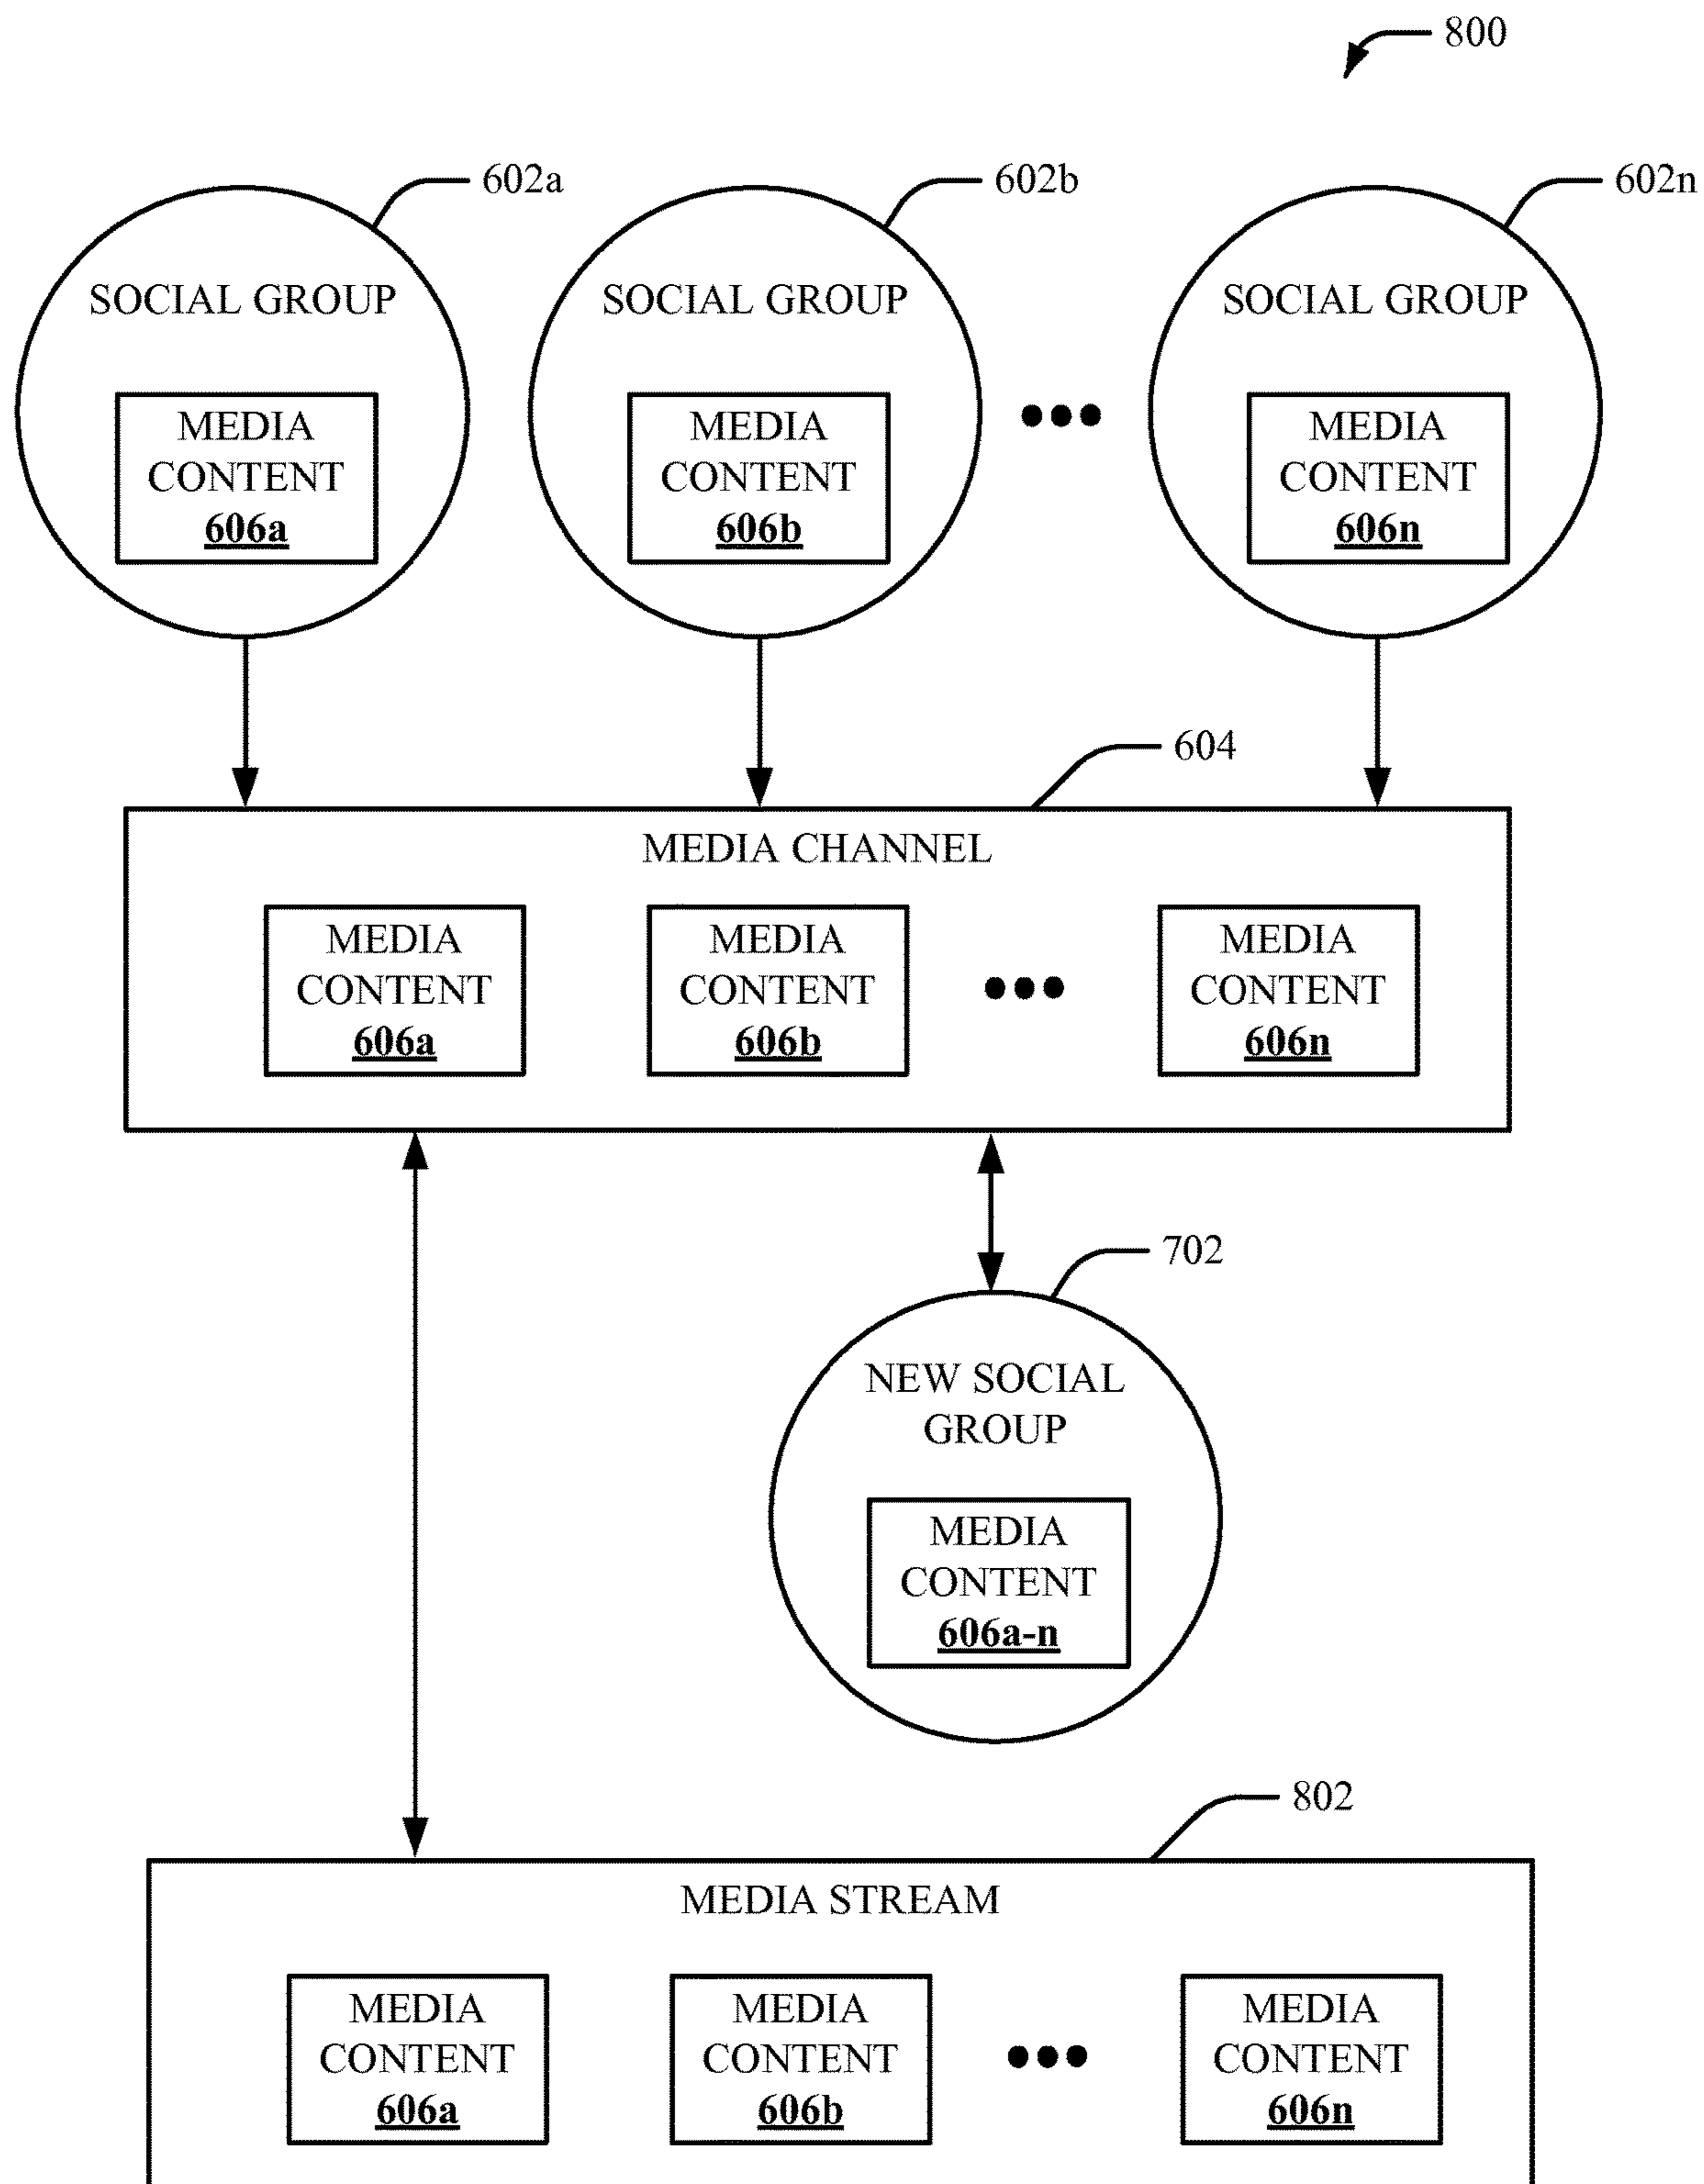 800
602a
602b
602n
SOCIAL GROUP
SOCIAL GROUP
SOCIAL GROUP
MEDIA
CONTENT
606a
MEDIA
CONTENT
606b
MEDIA
CONTENT
606n
604
MEDIA CHANNEL
MEDIA
CONTENT
606a
MEDIA
CONTENT
606b
MEDIA
CONTENT
606n
702
NEW SOCIAL
GROUP
MEDIA
CONTENT
606a-n
802
MEDIA STREAM
MEDIA
CONTENT
606a
MEDIA
CONTENT
606b
MEDIA
CONTENT
606n